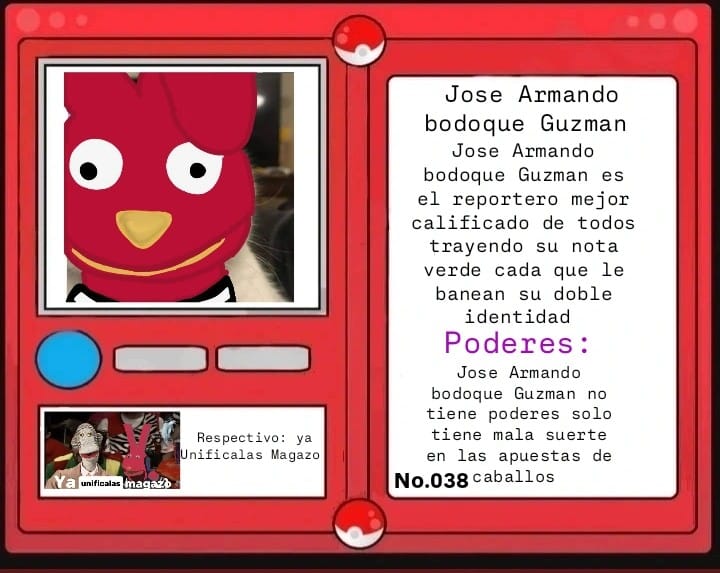 Jose Armando
bodoque Guzman
Jose Armando
bodoque Guzman es
el reportero mejor
calificado de todos
trayendo su nota
verde cada que le
banean su doble
identidad
Poderes:
Jose Armando
bodoque Guzman no
tiene poderes solo
tiene mala suerte
en las apuestas de
caballos
No.038
Respectivo: ya
Unificalas Magazo
Ya unificalas magazo